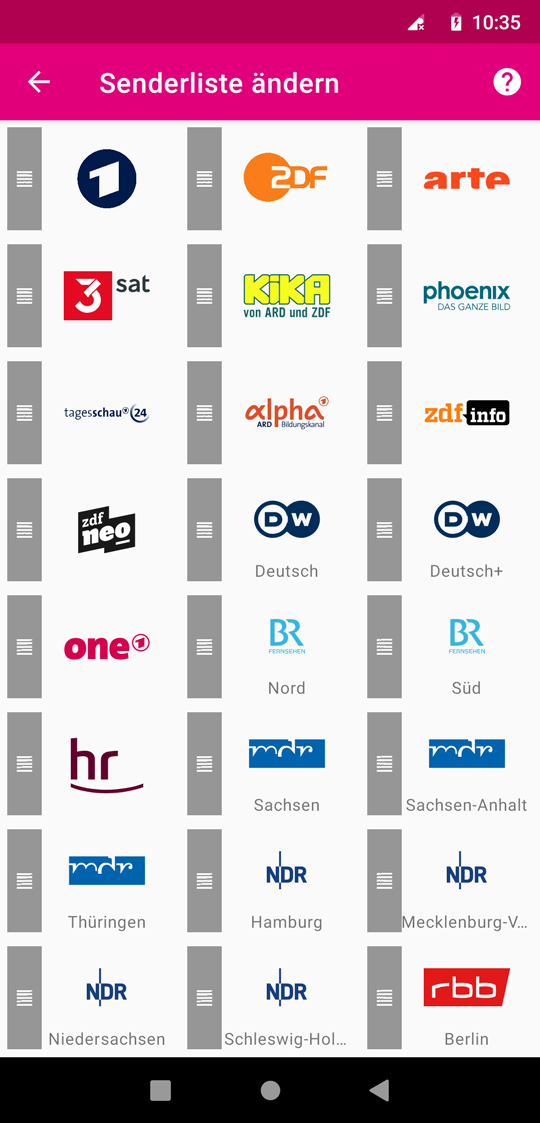 10:35
Senderliste ändern
?
1
ZDF
arte
3sat
KiKA
von ARD und ZDF
phoenix
DAS GANZE BILD
tagesschau 24
alpha
ARD Bildungskanal
zdf info
zdf
neo
DW
Deutsch
DW
Deutsch+
one
BR
FERNSEHEN
Nord
BR
FERNSEHEN
Süd
hr
mdr
Sachsen
mdr
Sachsen-Anhalt
mdr
Thüringen
NDR
Hamburg
NDR
Mecklenburg-V…
NDR
Niedersachsen
NDR
Schleswig-Hol…
rbb
Berlin